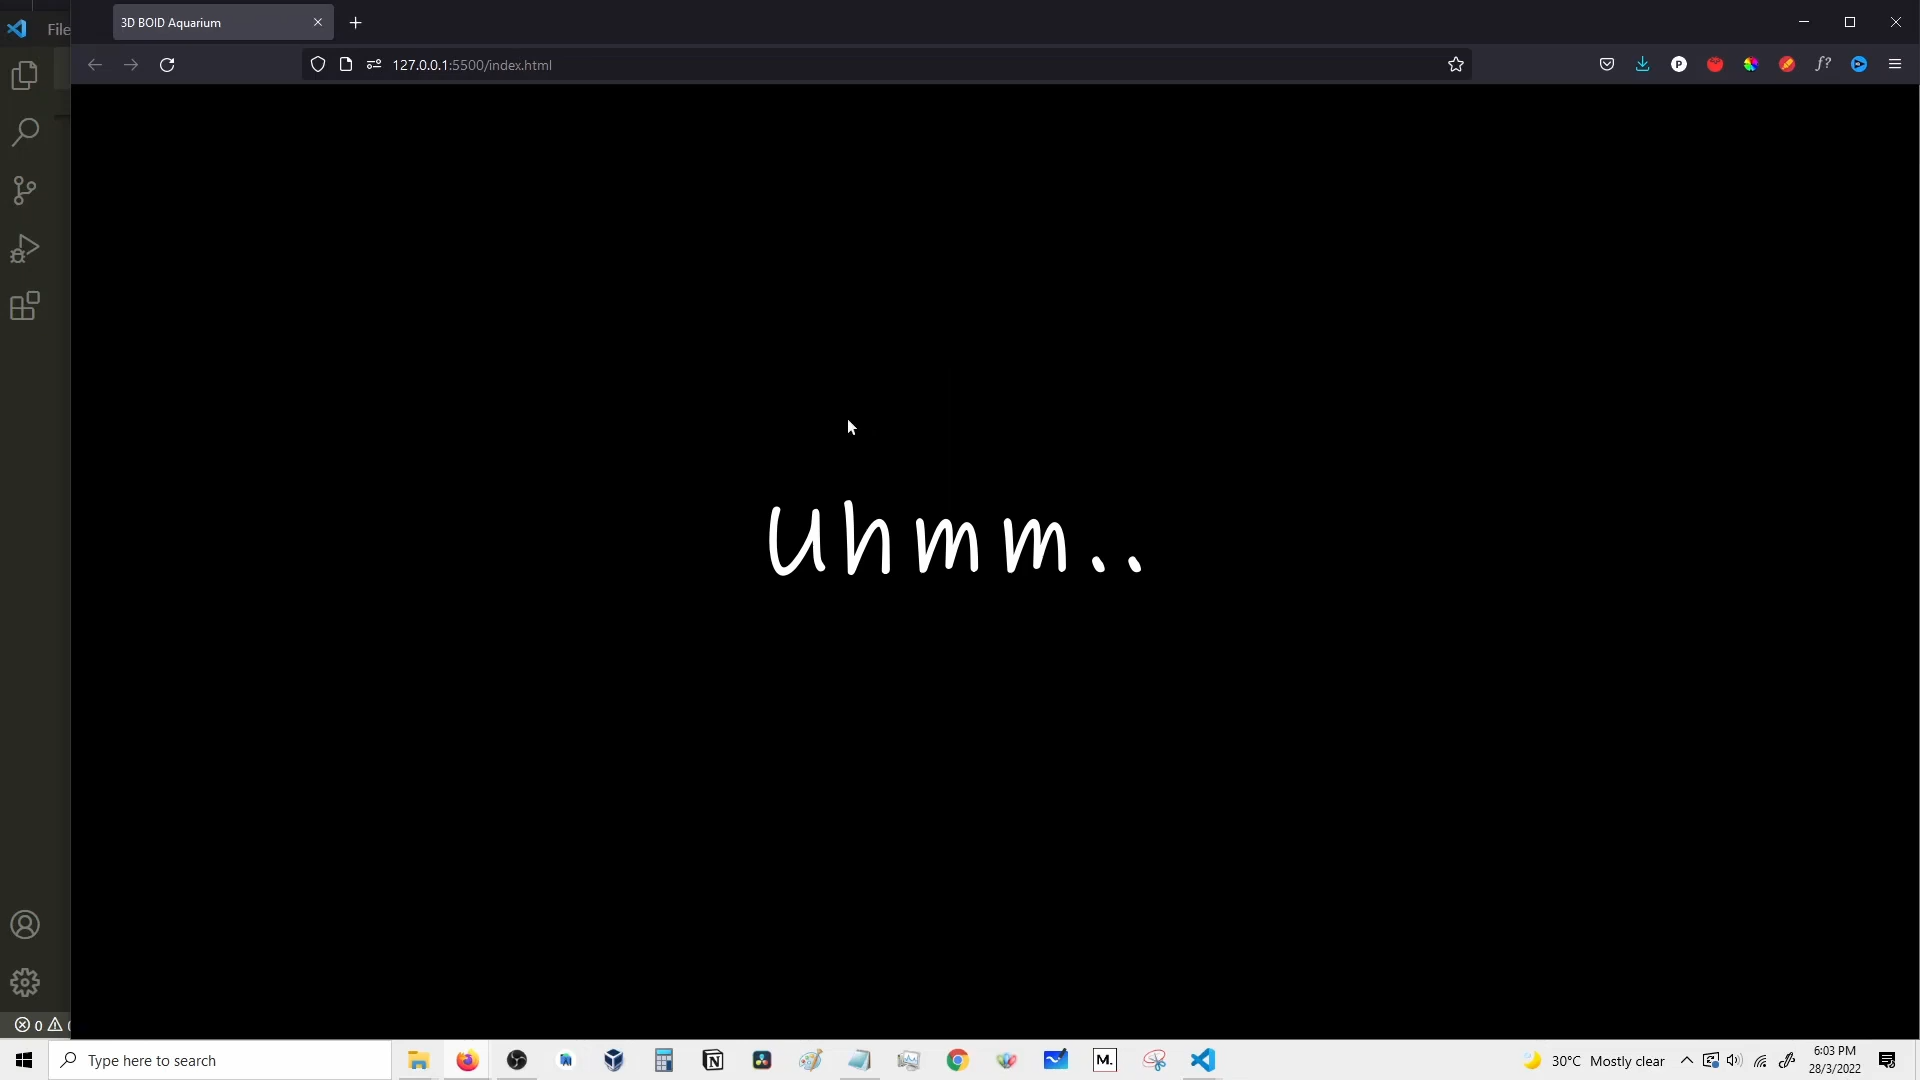 File
3D BOID Aquarium
127.0.0.1:5500/index.html
P
f?
Uhmm..
0
Type here to search
M.
30°C Mostly clear
6:03 PM
28/3/2022